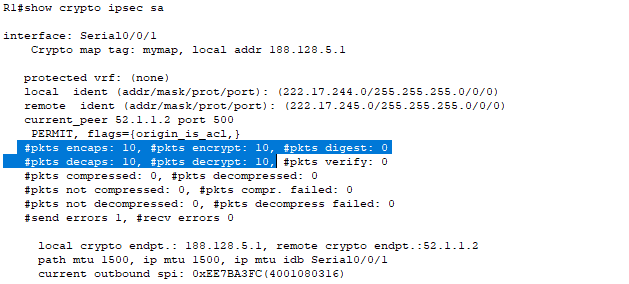 R1#show crypto ipsec sa
interface: Serial0/0/1
Crypto map tag: mymap, local addr 188.128.5.1
protected vrf: (none)
local ident (addr/mask/prot/port): (222.17.244.0/255.255.255.0/0/0)
remote ident (addr/mask/prot/port): (222.17.245.0/255.255.255.0/0/0)
current_peer 52.1.1.2 port 500
PERMIT, flags={origin_is_acl,}
#pkts encaps: 10, #pkts encrypt: 10, #pkts digest: 0
#pkts decaps: 10, #pkts decrypt: 10, #pkts verify: 0
#pkts compressed: 0, #pkts decompressed: 0
#pkts not compressed: 0, #pkts compr. failed: 0
#pkts not decompressed: 0, #pkts decompress failed: 0
#send errors 1, #recv errors 0
local crypto endpt.: 188.128.5.1, remote crypto endpt.:52.1.1.2
path mtu 1500, ip mtu 1500, ip mtu idb Serial0/0/1
current outbound spi: 0xEE7BA3FC(4001080316)